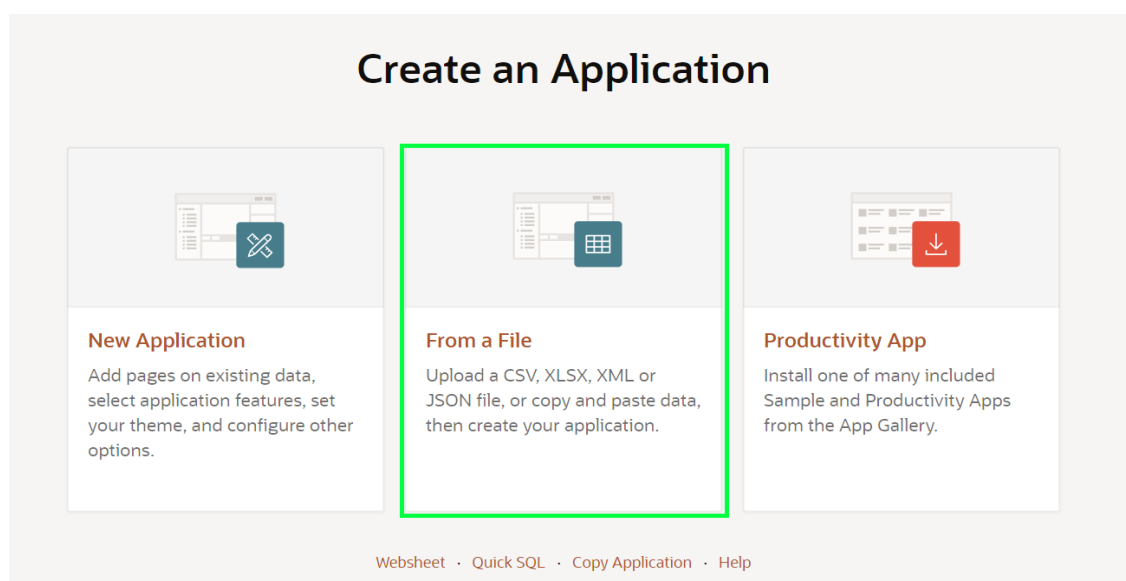 Create an Application
New Application
Add pages on existing data,
select application features, set
your theme, and configure other
options.
From a File
Upload a CSV, XLSX, XML or
JSON file, or copy and paste data,
then create your application.
Productivity App
Install one of many included
Sample and Productivity Apps
from the App Gallery.
Websheet · Quick SQL · Copy Application · Help